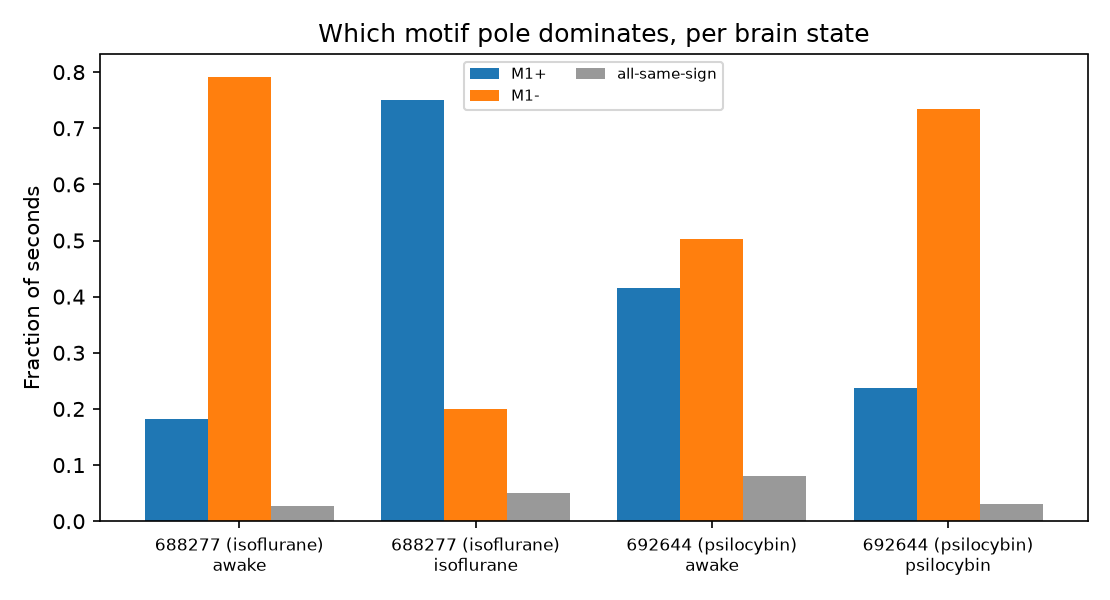 Which motif pole dominates, per brain state
M1+
M1-
all-same-sign
Fraction of seconds
0.8
0.7
0.6
0.5
0.4
0.3
0.2
0.1
0.0
688277 (isoflurane)
awake
688277 (isoflurane)
isoflurane
692644 (psilocybin)
awake
692644 (psilocybin)
psilocybin